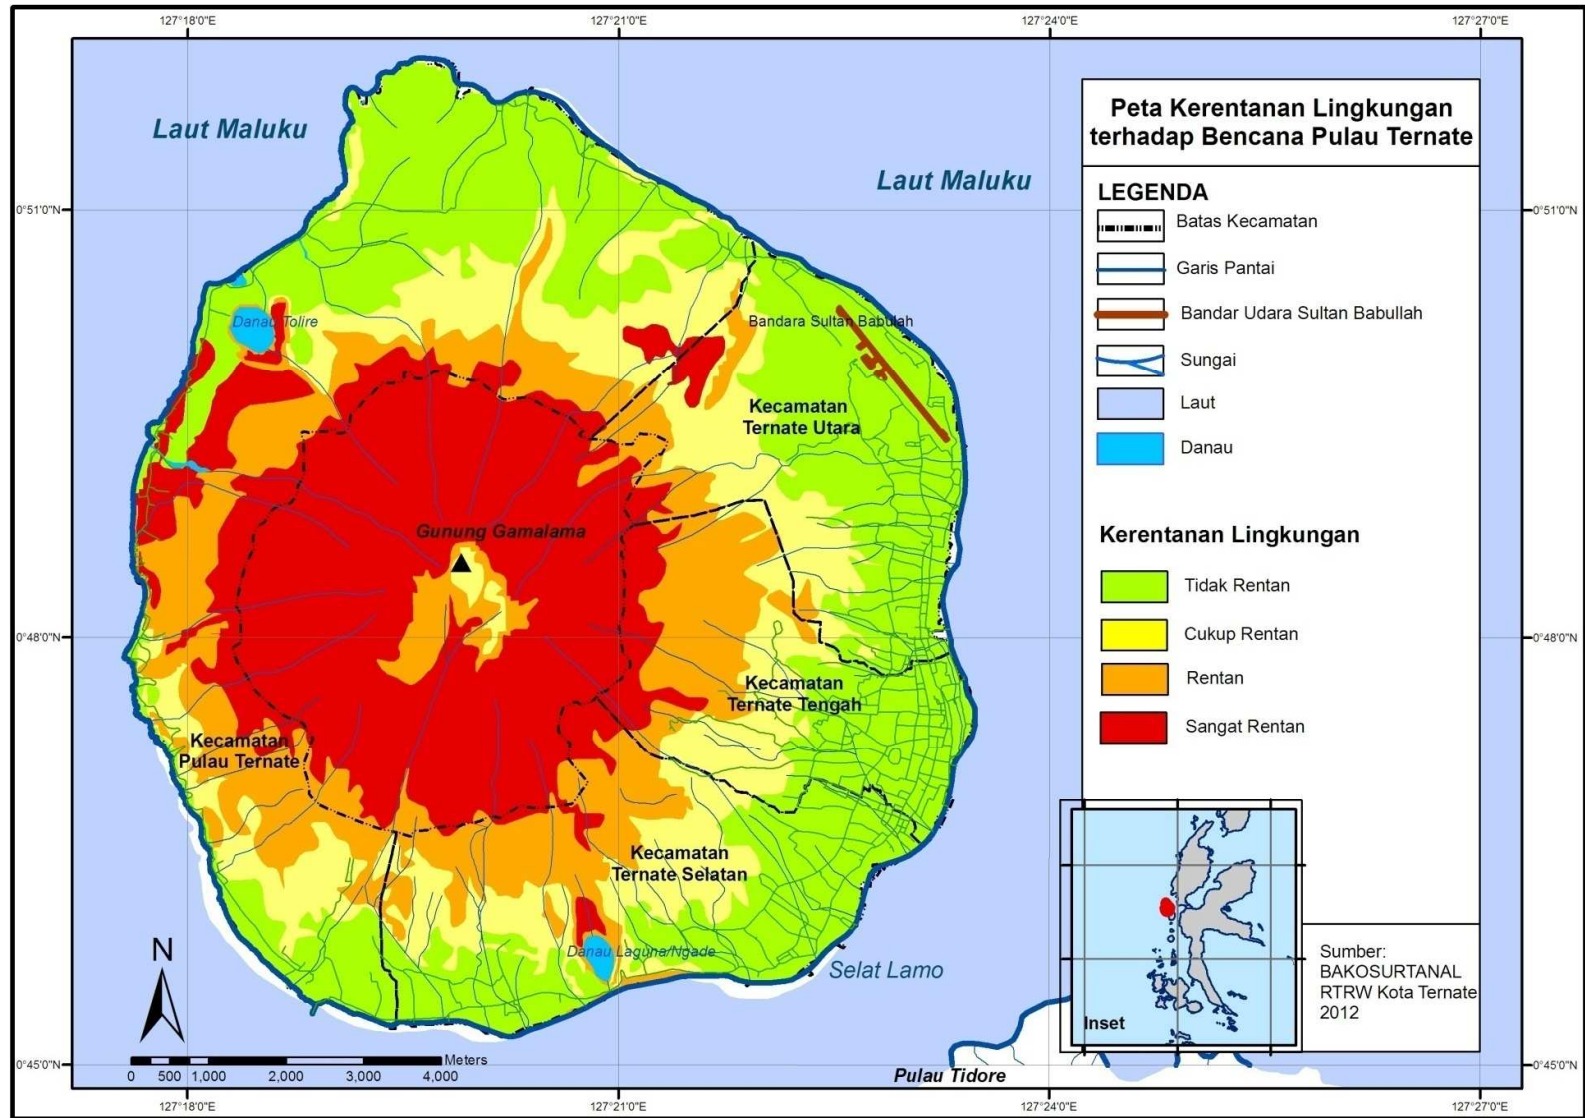 127°18'0"E
127°21'0"E
127°24'0"E
127°27'0"E
Laut Maluku
Laut Maluku
0°51'0"N
0°51'0"N
Danau Tolire
Bandara Sultan Babulah
Kecamatan
Ternate Utara
Gunung Gamalama
0°48'0"N
0°48'0"N
Kecamatan
Ternate Tengah
Kecamatan
Pulau Ternate
Kecamatan
Ternate Selatan
Danau Laguna/Ngade
Selat Lamo
N
Meters
0 500 1,000 2,000 3,000 4,000
Pulau Tidore
0°45'0"N
0°45'0"N
127°18'0"E
127°21'0"E
127°24'0"E
127°27'0"E
Peta Kerentanan Lingkungan
terhadap Bencana Pulau Ternate
LEGENDA
Batas Kecamatan
Garis Pantai
Bandar Udara Sultan Babullah
Sungai
Laut
Danau
Kerentanan Lingkungan
Tidak Rentan
Cukup Rentan
Rentan
Sangat Rentan
Inset
Sumber:
BAKOSURTANAL
RTRW Kota Ternate
2012